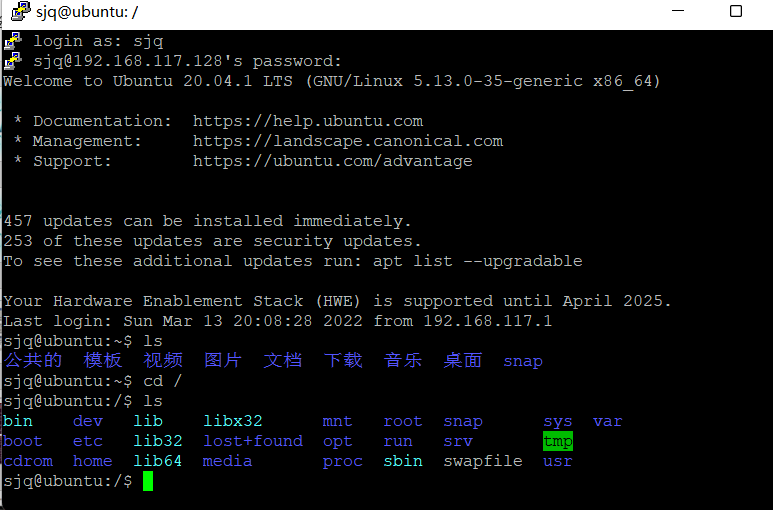 sjq@ubuntu: /
login as: sjq
sjq@192.168.117.128's password:
Welcome to Ubuntu 20.04.1 LTS (GNU/Linux 5.13.0-35-generic x86_64)
* Documentation:  https://help.ubuntu.com
* Management:     https://landscape.canonical.com
* Support:        https://ubuntu.com/advantage
457 updates can be installed immediately.
253 of these updates are security updates.
To see these additional updates run: apt list --upgradable
Your Hardware Enablement Stack (HWE) is supported until April 2025.
Last login: Sun Mar 13 20:08:28 2022 from 192.168.117.1
sjq@ubuntu:~$ ls
公共的  模板  视频  图片  文档  下载  音乐  桌面  snap
sjq@ubuntu:~$ cd /
sjq@ubuntu:/$ ls
bin    dev   lib    libx32      mnt   root  snap      sys  var
boot   etc   lib32  lost+found  opt   run   srv       tmp
cdrom  home  lib64  media       proc  sbin  swapfile  usr
sjq@ubuntu:/$